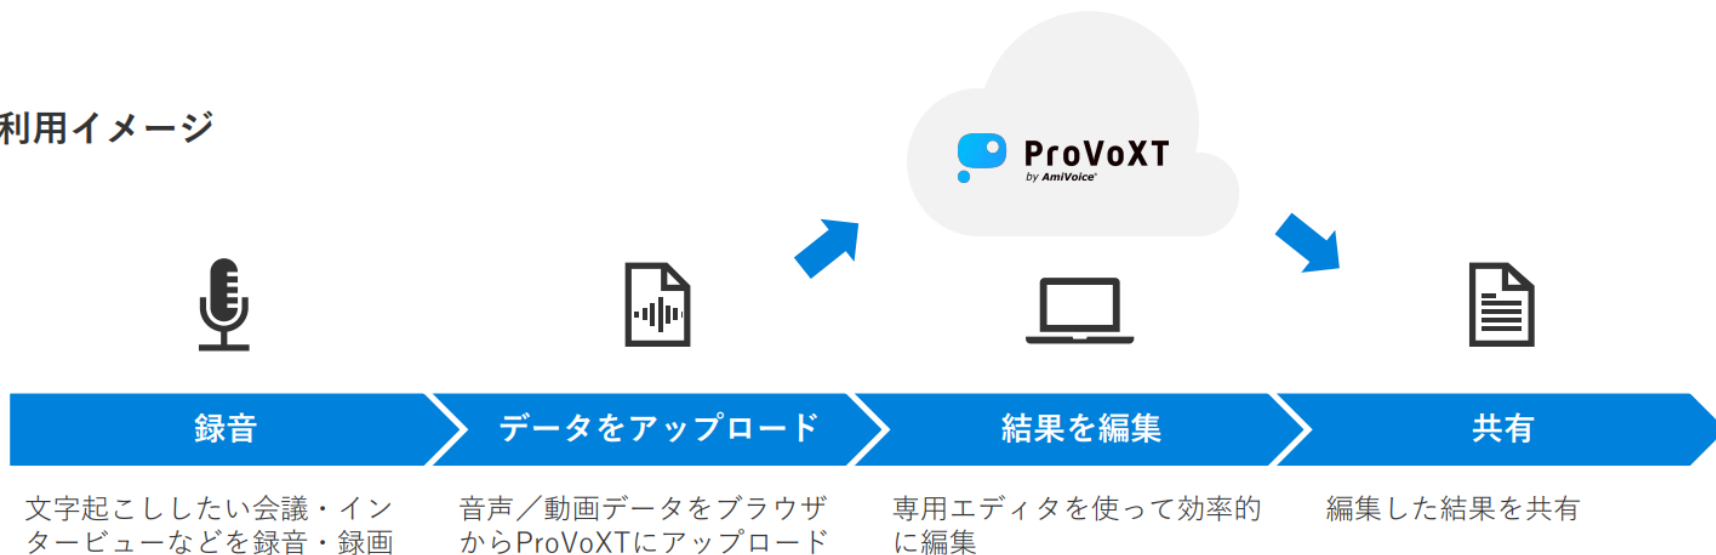 利用イメージ
ProVoXT
by AmiVoice®
録音
データをアップロード
結果を編集
共有
文字起こししたい会議・イン
タービューなどを録音・録画
音声／動画データをブラウザ
からProVoXTにアップロード
専用エディタを使って効率的
に編集
編集した結果を共有